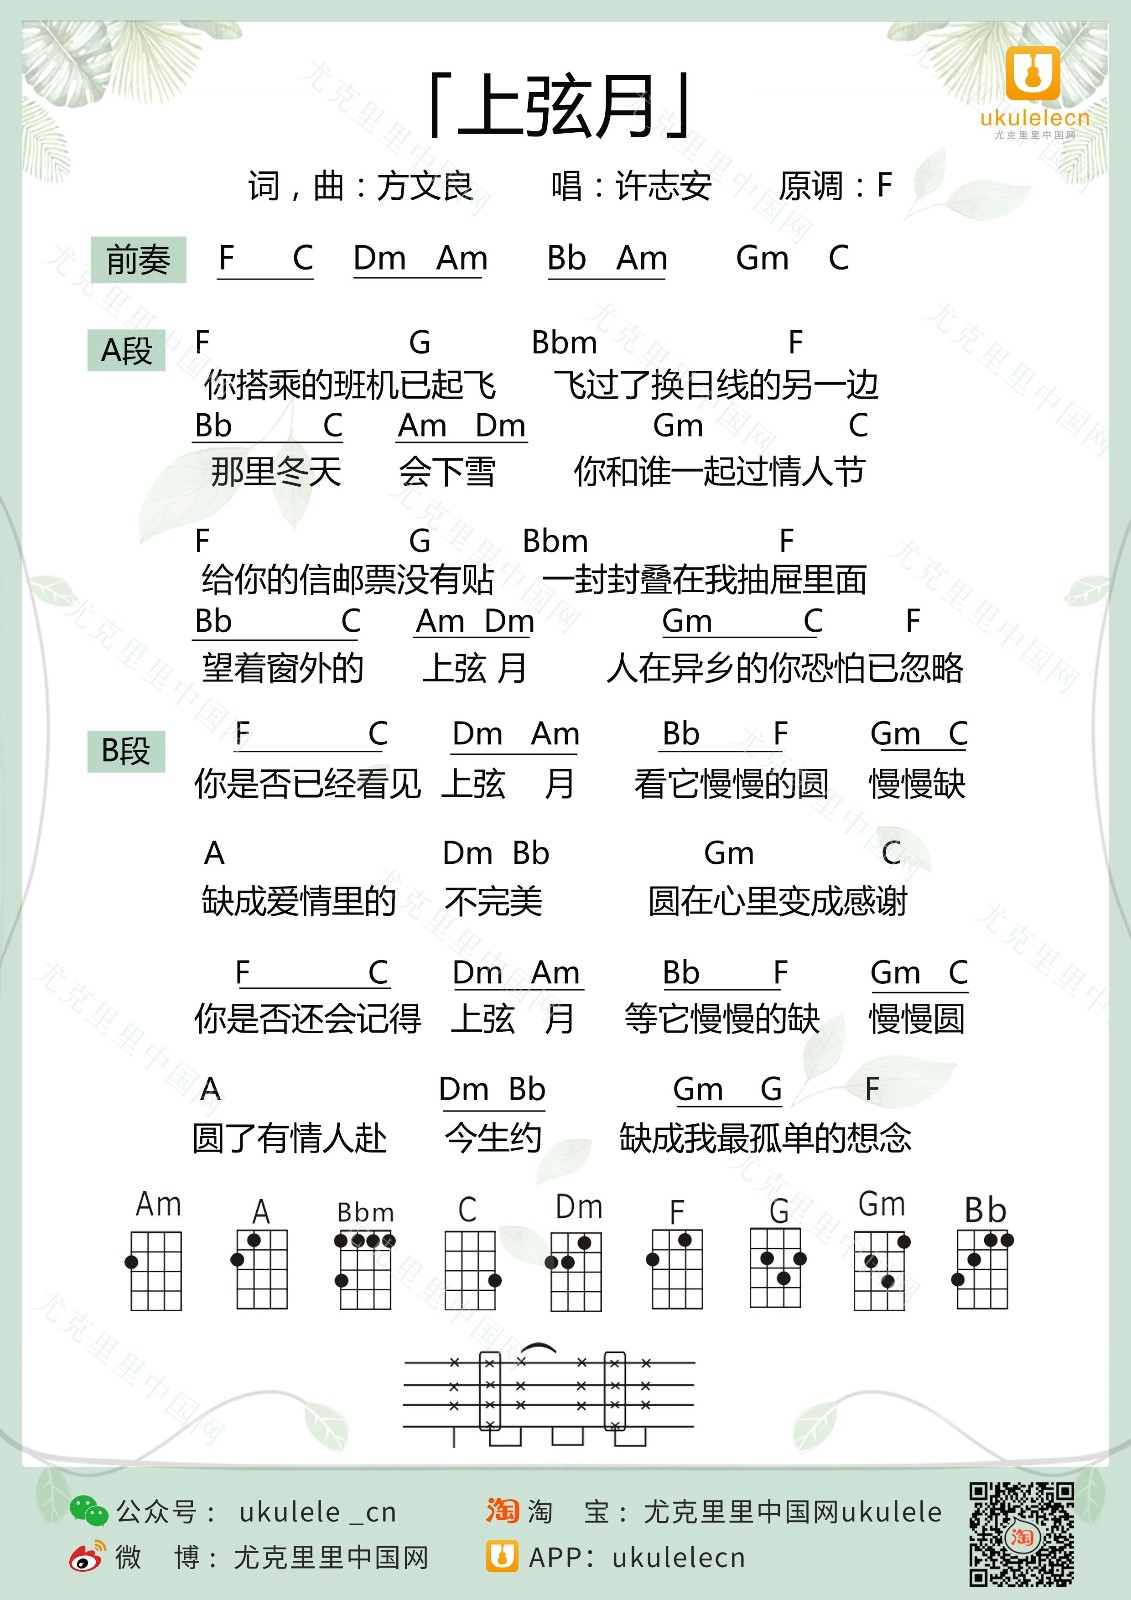 「上弦月」
ukulelecn
尤克里里中国网
词，曲：方文良 唱：许志安 原调：F
前奏 F C Dm Am Bb Am Gm C
A段 F G Bbm F
你搭乘的班机已起飞 飞过了换日线的另一边
Bb C Am Dm Gm C
那里冬天 会下雪 你和谁一起过情人节
F G Bbm F
给你的信邮票没有贴 一封封叠在我抽屉里面
Bb C Am Dm Gm C F
望着窗外的 上弦 月 人在异乡的你恐怕已忽略
B段 F C Dm Am Bb F Gm C
你是否已经看见 上弦 月 看它慢慢的圆 慢慢缺
A Dm Bb Gm C
缺成爱情里的 不完美 圆在心里变成感谢
F C Dm Am Bb F Gm C
你是否还会记得 上弦 月 等它慢慢的缺 慢慢圆
A Dm Bb Gm G F
圆了有情人赴 今生约 缺成我最孤单的想念
Am A Bbm C Dm F G Gm Bb
公众号： ukulele _cn 淘 淘 宝：尤克里里中国网ukulele
微 博：尤克里里中国网 APP：ukulelecn
淘
尤克里里中国网